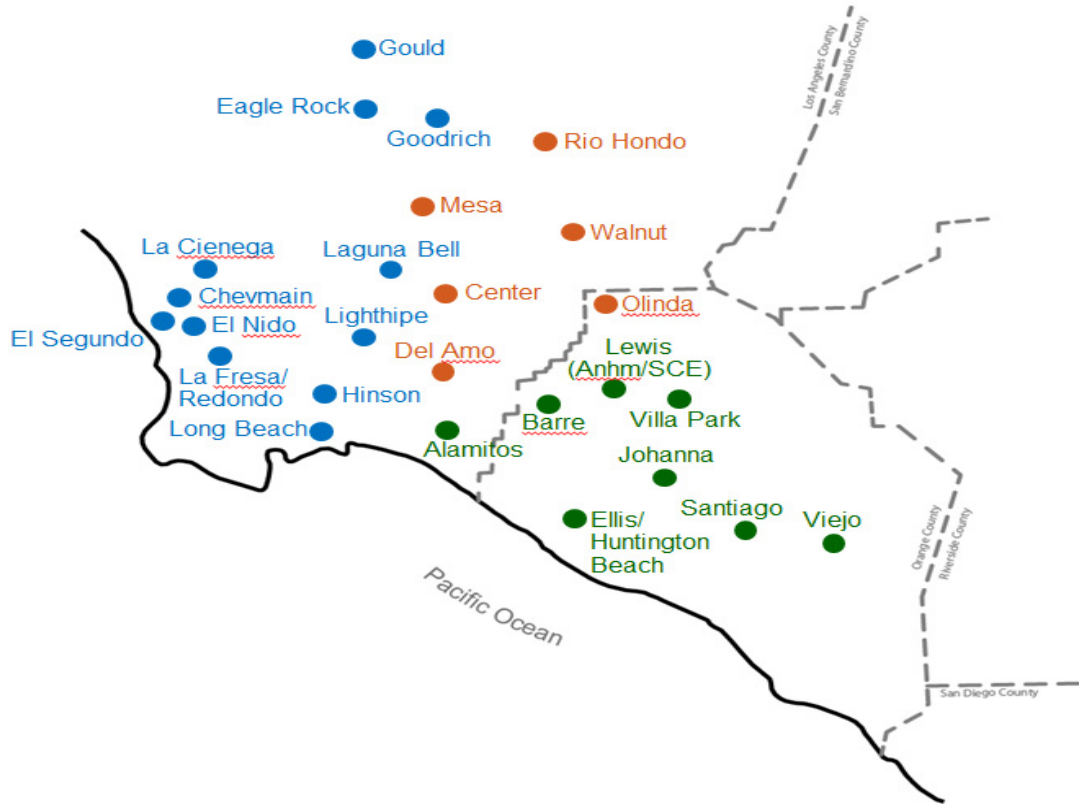 Gould
Eagle Rock
Goodrich
Rio Hondo
Los Angeles County
San Bernardino County
Mesa
Walnut
La Cienega
Laguna Bell
Chevmain
Center
Olinda
El Segundo
El Nido
Lighthipe
Del Amo
Lewis
(Anhm/SCE)
La Fresa/
Redondo
Hinson
Barre
Villa Park
Long Beach
Alamitos
Johanna
Santiago
Viejo
Ellis/
Huntington
Beach
Orange County
Riverside County
Pacific Ocean
San Diego County